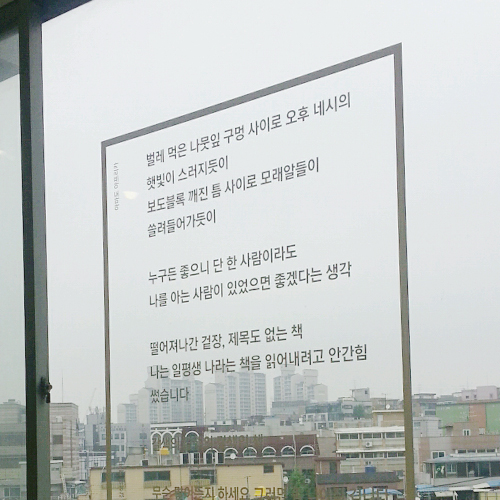 벌레 먹은 나뭇잎 구멍 사이로 오후 네시의
햇빛이 스러지듯이
보도블록 깨진 틈 사이로 모래알들이
쓸려들어가듯이
누구든 좋으니 단 한 사람이라도
나를 아는 사람이 있었으면 좋겠다는 생각
떨어져나간 겉장, 제목도 없는 책
나는 일평생 나라는 책을 읽어내려고 안간힘
썼습니다
하세요